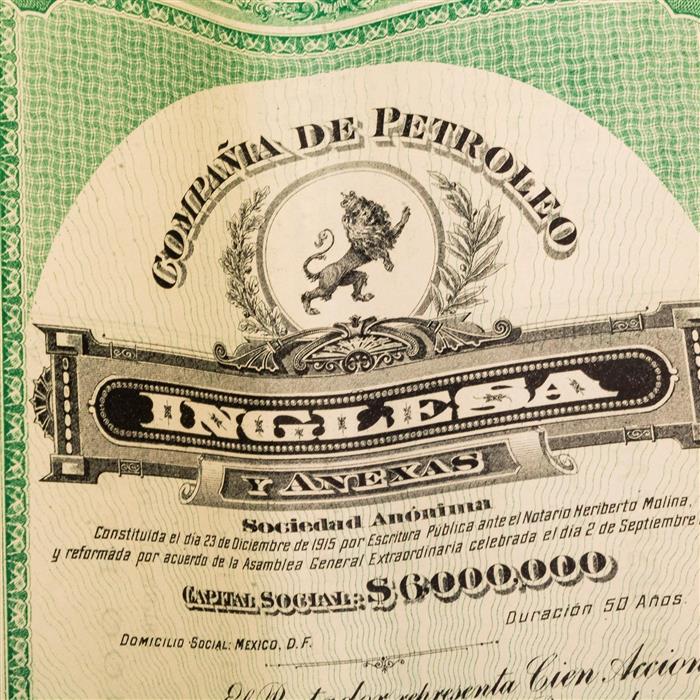 COMPAÑIA DE PETROLEO
INGLESA
Y ANEXAS
Sociedad Anónima
Constituida el día 23 de Diciembre de 1915 por Escritura Pública ante el Notario Heriberto Molina,
y reformada por acuerdo de la Asamblea General Extraordinaria celebrada el día 2 de Septiembre
CAPITAL SOCIAL: $6000,000
Duración 50 Años.
DOMICILIO SOCIAL: MEXICO, D.F.
representa Cien Accion